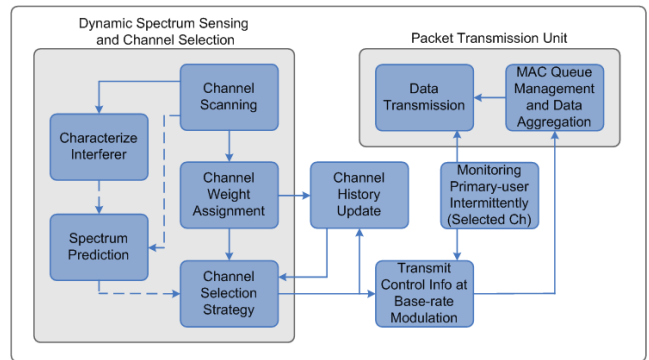 Dynamic Spectrum Sensing
and Channel Selection
Packet Transmission Unit
Channel
Scanning
Data
Transmission
MAC Queue
Management
and Data
Aggregation
Characterize
Interferer
Channel
Weight
Assignment
Channel
History
Update
Monitoring
Primary-user
Intermittently
(Selected Ch)
Spectrum
Prediction
Channel
Selection
Strategy
Transmit
Control Info at
Base-rate
Modulation